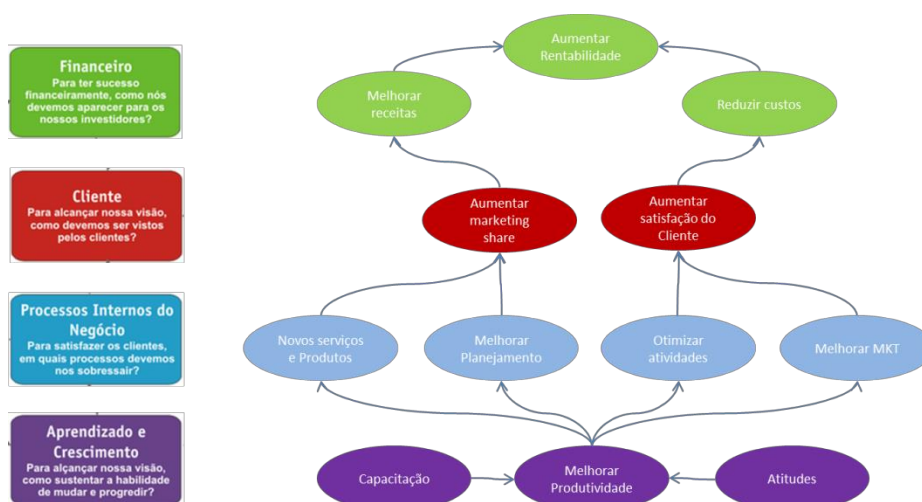 Financeiro
Para ter sucesso
financeiramente, como nós
devemos aparecer para os
nossos investidores?
Aumentar
Rentabilidade
Melhorar
receitas
Reduzir custos
Cliente
Para alcançar nossa visão,
como devemos ser vistos
pelos clientes?
Aumentar
marketing
share
Aumentar
satisfação do
Cliente
Processos Internos do
Negócio
Para satisfazer os clientes,
em quais processos devemos
nos sobressair?
Novos serviços
e Produtos
Melhorar
Planejamento
Otimizar
atividades
Melhorar MKT
Aprendizado e
Crescimento
Para alçançar nossa visão,
como sustentar a habilidade
de mudar e progredir?
Capacitação
Melhorar
Produtividade
Atitudes